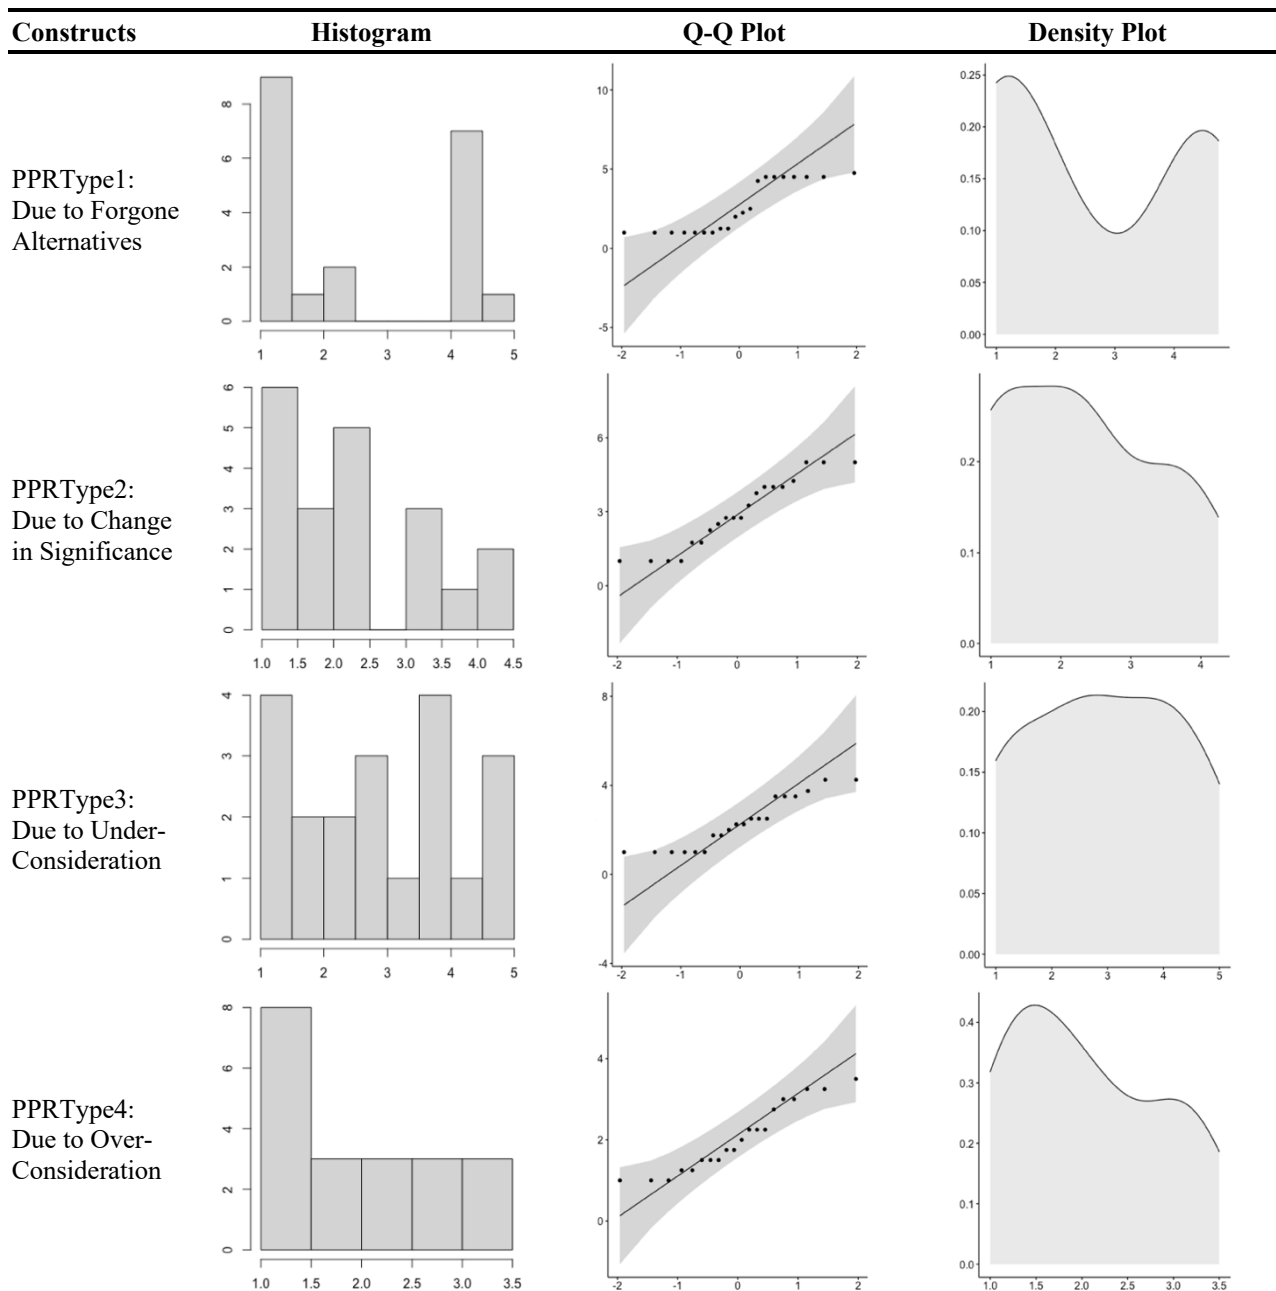 Constructs Histogram Q-Q Plot Density Plot
PPRType1:
Due to Forgone
Alternatives
8
6
4
2
0
1 2 3 4 5
10
5
0
-5
-2 -1 0 1 2
0.25
0.20
0.15
0.10
0.05
0.00
1 2 3 4
PPRType2:
Due to Change
in Significance
6
5
4
3
2
1
0
1.0 1.5 2.0 2.5 3.0 3.5 4.0 4.5
6
3
0
-2 -1 0 1 2
0.2
0.1
0.0
1 2 3 4
PPRType3:
Due to Under-
Consideration
4
3
2
1
0
1 2 3 4 5
8
4
0
-4
-2 -1 0 1 2
0.20
0.15
0.10
0.05
0.00
1 2 3 4 5
PPRType4:
Due to Over-
Consideration
8
6
4
2
0
1.0 1.5 2.0 2.5 3.0 3.5
4
2
0
-2 -1 0 1 2
0.4
0.3
0.2
0.1
0.0
1.0 1.5 2.0 2.5 3.0 3.5